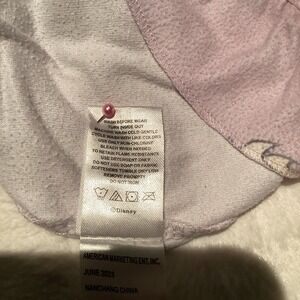 WASH BEFORE WEAR
TURN INSIDE OUT
MACHINE WASH COLD GENTLE
CYCLE WASH WITH LIKE COLORS
USE ONLY NON-CHLORINE
BLEACH WHEN NEEDED
TO RETAIN FLAME RESISTANCE
USE DETERGENT ONLY
DO NOT USE SOAP OR FABRIC
SOFTENERS TUMBLE DRY LOW
REMOVE PROMPTLY
DO NOT IRON
©Disney
AMERICAN MARKETING ENT. INC.
JUNE 2021
NANCHANG CHINA